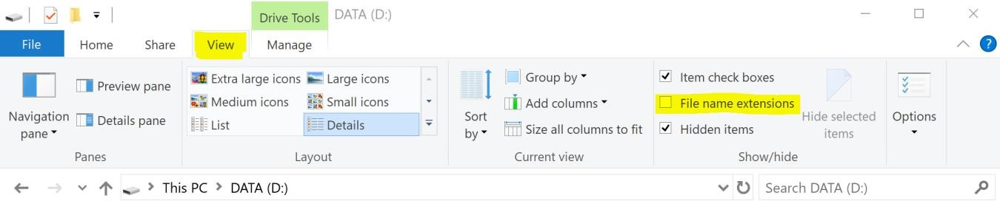 Drive Tools
DATA (D:)
File
Home
Share
View
Manage
?
Navigation
pane
Preview pane
Details pane
Panes
Extra large icons
Large icons
Medium icons
Small icons
List
Details
Layout
Sort
by
Group by
Add columns
Size all columns to fit
Current view
Item check boxes
File name extensions
Hidden items
Hide selected
items
Show/hide
Options
This PC
DATA (D:)
Search DATA (D:)